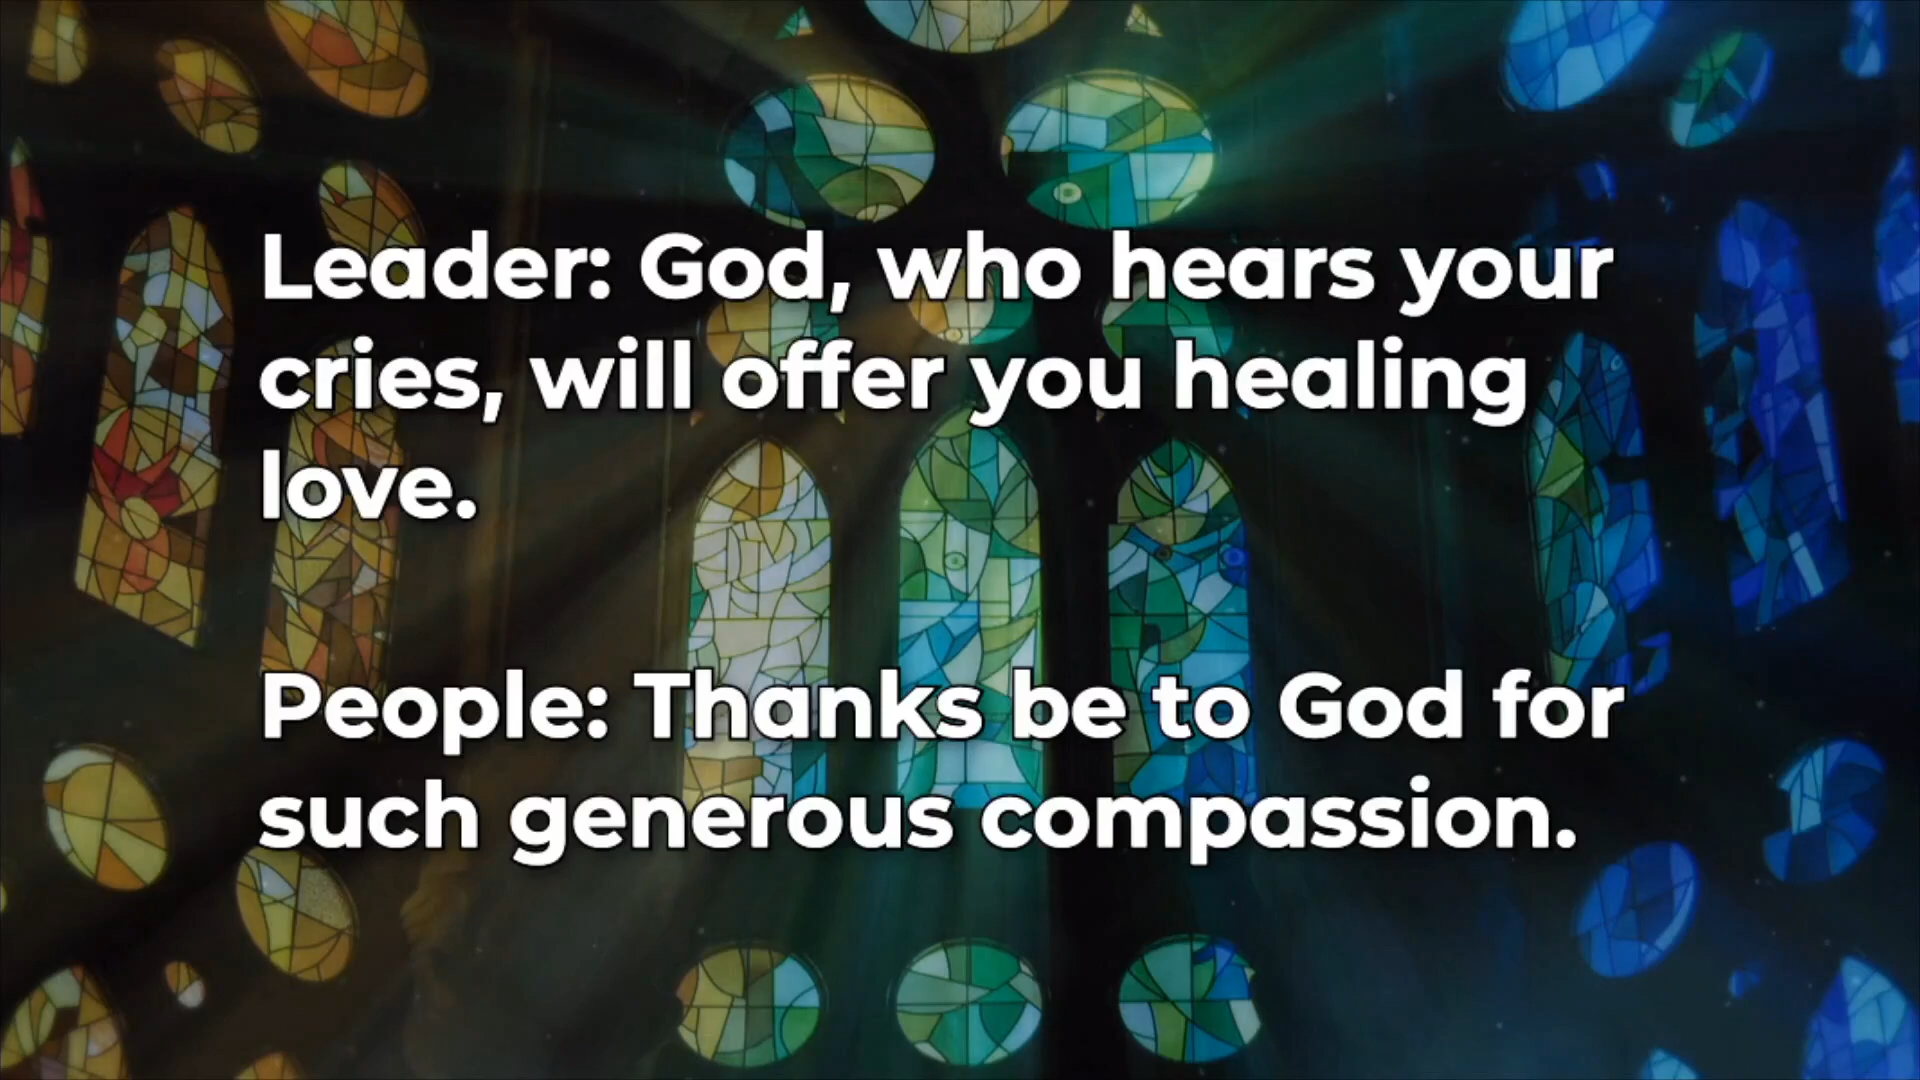 Leader: God, who hears your
cries, will offer you healing
love.
People: Thanks be to God for
such generous compassion.